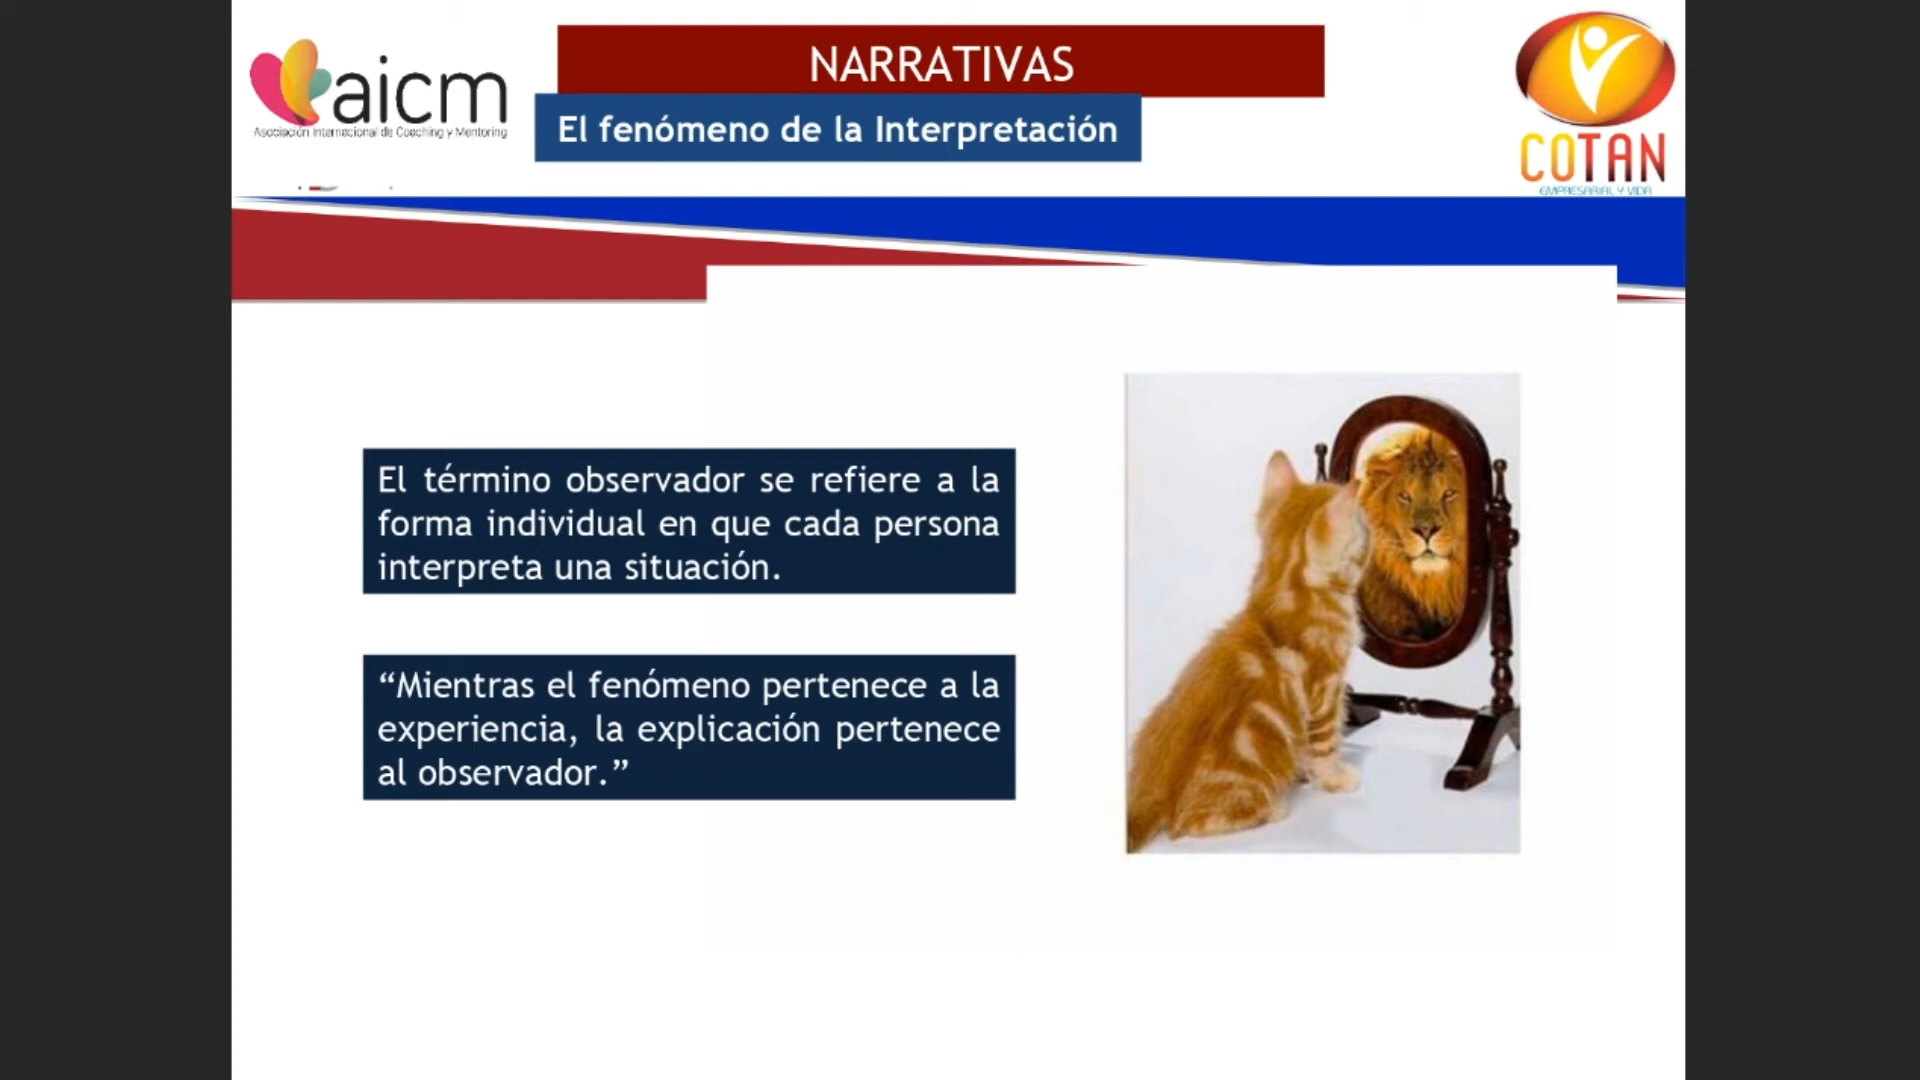 aicm
Asociación Internacional de Coaching y Mentoring
NARRATIVAS
El fenómeno de la Interpretación
COTAN
EMPRESARIAL Y VIDA
El término observador se refiere a la
forma individual en que cada persona
interpreta una situación.
“Mientras el fenómeno pertenece a la
experiencia, la explicación pertenece
al observador.”